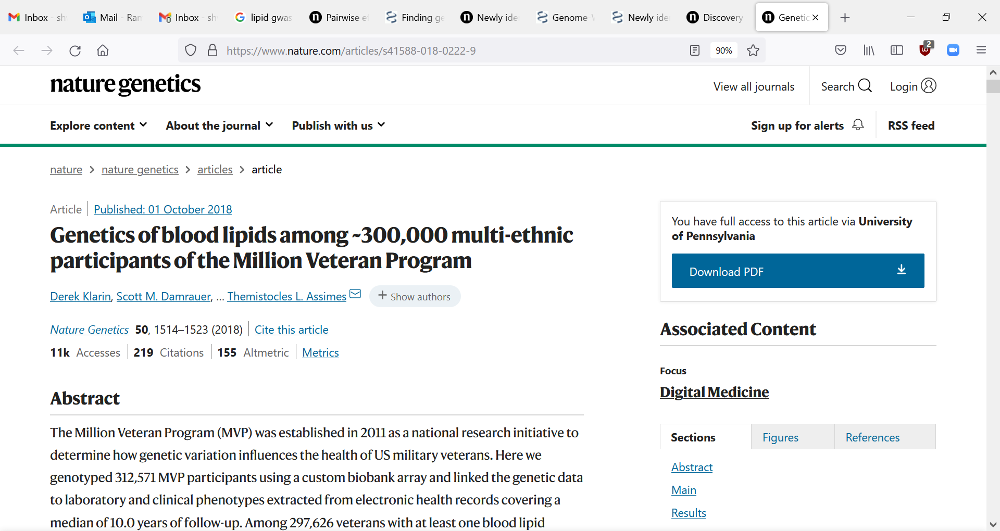 Inbox - sh
Mail - Ram
Inbox - sh
lipid gwas
Pairwise e
Finding ge
Newly ide
Genome-
Newly ide
Discovery
Genetic
https://www.nature.com/articles/s41588-018-0222-9
90%
2
nature genetics
View all journals
Search
Login
Explore content
About the journal
Publish with us
Sign up for alerts
RSS feed
nature > nature genetics > articles > article
Article
Published: 01 October 2018
Genetics of blood lipids among ~300,000 multi-ethnic
participants of the Million Veteran Program
Derek Klarin, Scott M. Damrauer, ... Themistocles L. Assimes
+ Show authors
Nature Genetics 50, 1514–1523 (2018)
Cite this article
11k Accesses
219 Citations
155 Altmetric
Metrics
Abstract
The Million Veteran Program (MVP) was established in 2011 as a national research initiative to
determine how genetic variation influences the health of US military veterans. Here we
genotyped 312,571 MVP participants using a custom biobank array and linked the genetic data
to laboratory and clinical phenotypes extracted from electronic health records covering a
median of 10.0 years of follow-up. Among 297,626 veterans with at least one blood lipid
You have full access to this article via University
of Pennsylvania
Download PDF
Associated Content
Focus
Digital Medicine
Sections
Figures
References
Abstract
Main
Results